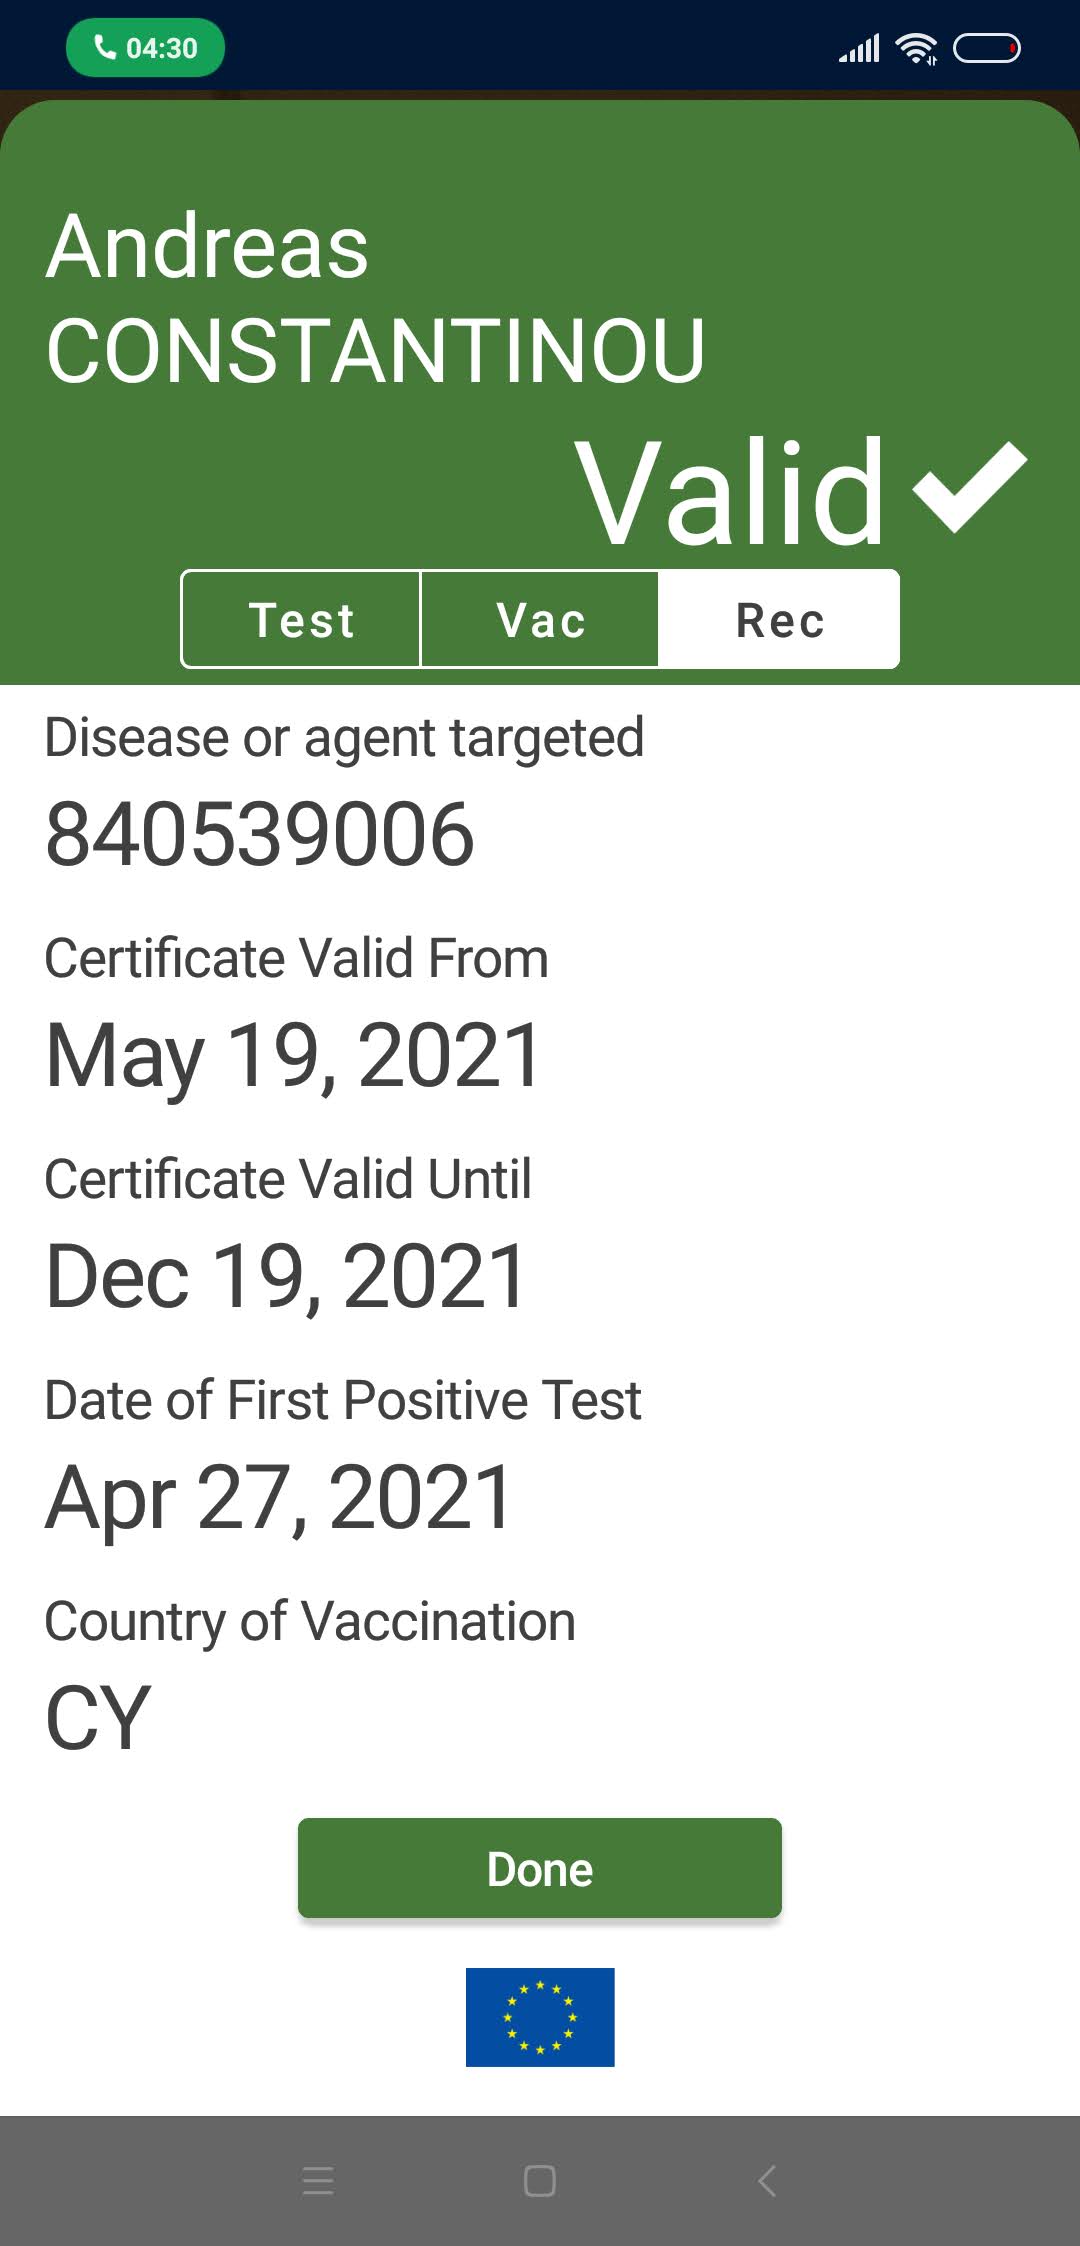 04:30
Andreas
CONSTANTINOU
Valid
Test Vac Rec
Disease or agent targeted
840539006
Certificate Valid From
May 19, 2021
Certificate Valid Until
Dec 19, 2021
Date of First Positive Test
Apr 27, 2021
Country of Vaccination
CY
Done